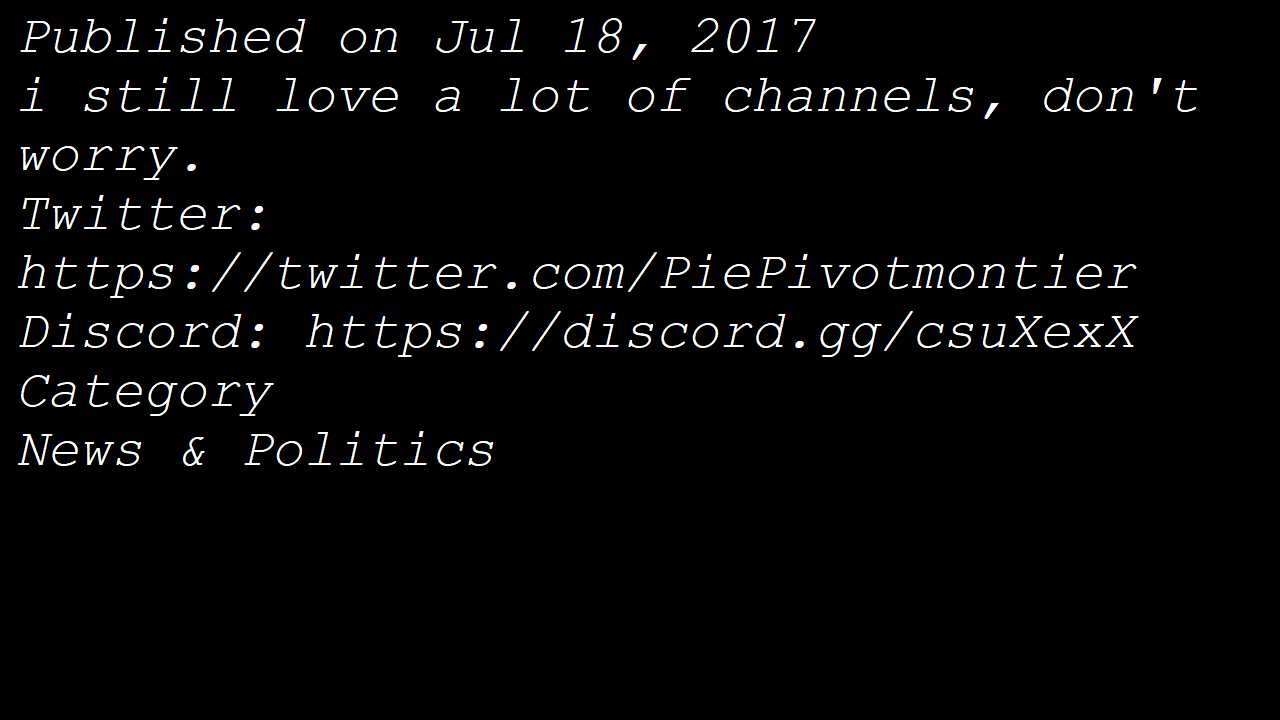 Published on Jul 18, 2017
i still love a lot of channels, don't
worry.
Twitter:
https://twitter.com/PiePivotmontier
Discord: https://discord.gg/csuXexX
Category
News & Politics